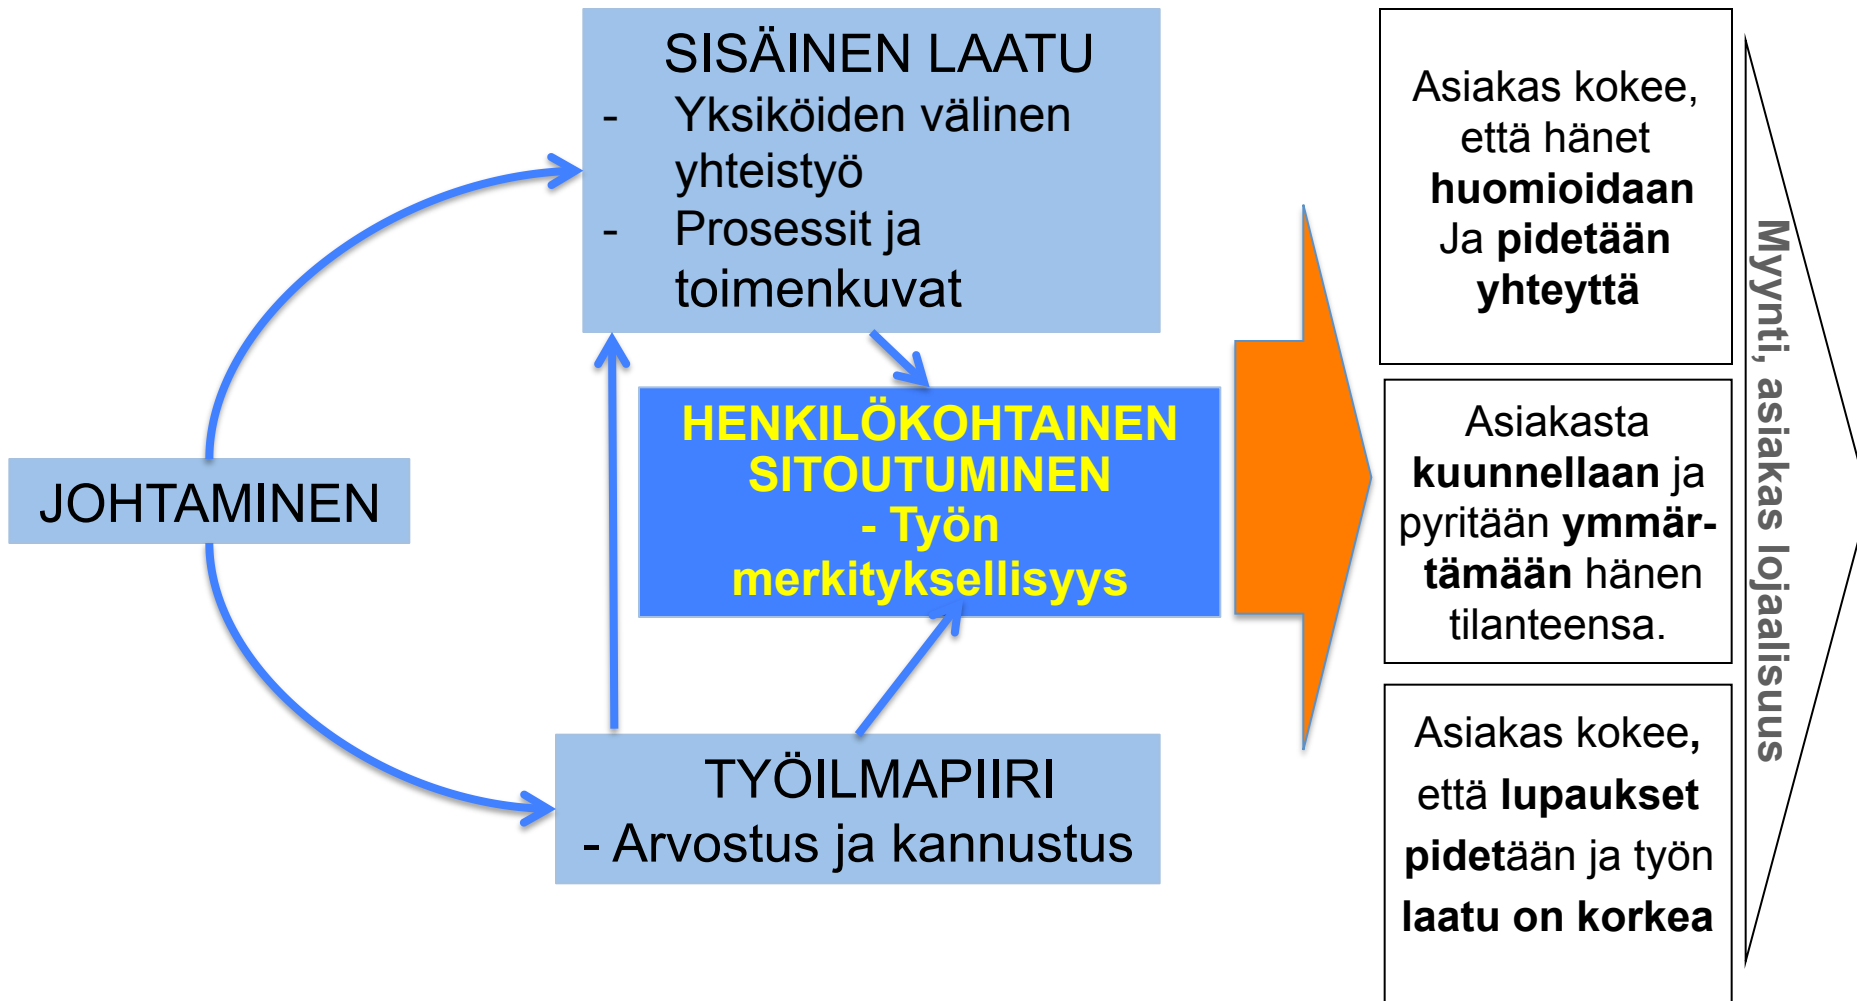 SISÄINEN LAATU
- Yksiköiden välinen
yhteistyö
- Prosessit ja
toimenkuvat
JOHTAMINEN
HENKILÖKOHTAINEN
SITOUTUMINEN
- Työn
merkityksellisyys
TYÖILMAPIIRI
- Arvostus ja kannustus
Asiakas kokee,
että hänet
huomioidaan
Ja pidetään
yhteyttä
Asiakasta
kuunnellaan ja
pyritään ymmär-
tämään hänen
tilanteensa.
Asiakas kokee,
että lupaukset
pidetään ja työn
laatu on korkea
Myynti, asiakas lojaalisuus